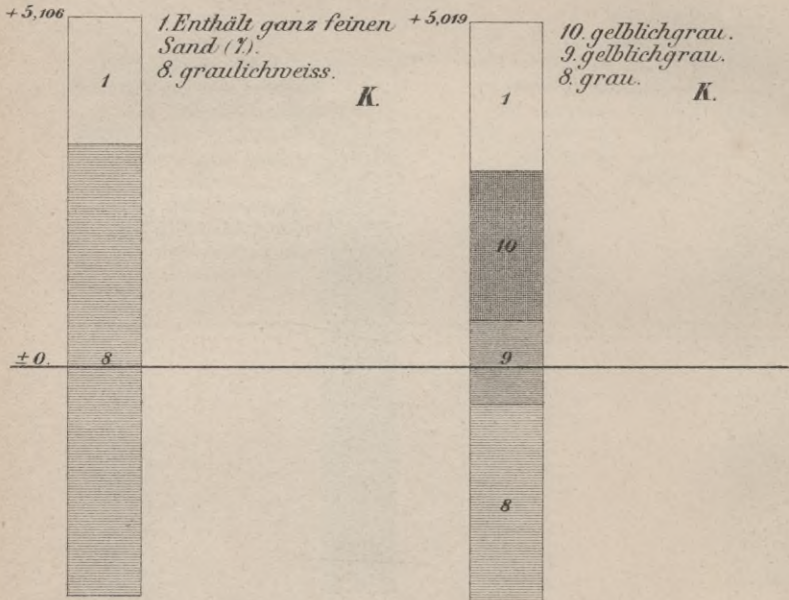 +5,106
1. Enthält ganz feinen
Sand (7).
8. graulichweiss.
K.
1
8
±0.
+5,019
10. gelblichgrau.
9. gelblichgrau.
8. grau.
K.
1
10
9
8